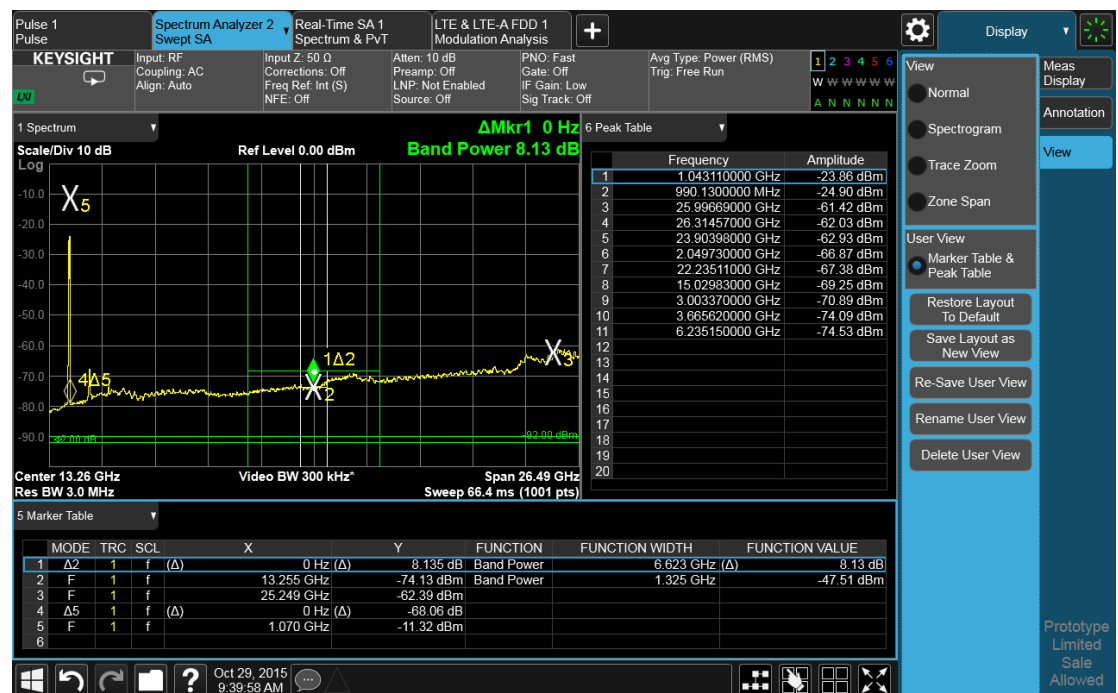 Pulse 1
Pulse
Spectrum Analyzer 2
Swept SA
Real-Time SA 1
Spectrum & PvT
LTE & LTE-A FDD 1
Modulation Analysis
Display
KEYSIGHT
LXI
Input: RF
Coupling: AC
Align: Auto
Input Z: 50 Ω
Corrections: Off
Freq Ref: Int (S)
NFE: Off
Atten: 10 dB
Preamp: Off
LNP: Not Enabled
Source: Off
PNO: Fast
Gate: Off
IF Gain: Low
Sig Track: Off
Avg Type: Power (RMS)
Trig: Free Run
1 2 3 4 5 6
W W W W W W
A N N N N N
1 Spectrum
ΔMkr1 0 Hz
Scale/Div 10 dB
Ref Level 0.00 dBm
Band Power 8.13 dB
Log
-10.0
-20.0
-30.0
-40.0
-50.0
-60.0
-70.0
-80.0
-90.0
5
4Δ5
1Δ2
2
3
-92.00 dBm
Center 13.26 GHz
Video BW 300 kHz*
Span 26.49 GHz
Res BW 3.0 MHz
Sweep 66.4 ms (1001 pts)
6 Peak Table
Frequency Amplitude
1 1.043110000 GHz -23.86 dBm
2 990.1300000 MHz -24.90 dBm
3 25.99669000 GHz -61.42 dBm
4 26.31457000 GHz -62.03 dBm
5 23.90398000 GHz -62.93 dBm
6 2.049730000 GHz -66.87 dBm
7 22.23511000 GHz -67.38 dBm
8 15.02983000 GHz -69.25 dBm
9 3.003370000 GHz -70.89 dBm
10 3.665620000 GHz -74.09 dBm
11 6.235150000 GHz -74.53 dBm
12
13
14
15
16
17
18
19
20
5 Marker Table
MODE TRC SCL X Y FUNCTION FUNCTION WIDTH FUNCTION VALUE
1 Δ2 1 f (Δ) 0 Hz (Δ) 8.135 dB Band Power 6.623 GHz (Δ) 8.13 dB
2 F 1 f 13.255 GHz -74.13 dBm Band Power 1.325 GHz -47.51 dBm
3 F 1 f 25.249 GHz -62.39 dBm
4 Δ5 1 f (Δ) 0 Hz (Δ) -68.06 dB
5 F 1 f 1.070 GHz -11.32 dBm
6
View
Normal
Spectrogram
Trace Zoom
Zone Span
User View
Marker Table &
Peak Table
Restore Layout
To Default
Save Layout as
New View
Re-Save User View
Rename User View
Delete User View
Meas
Display
Annotation
View
Prototype
Limited
Sale
Allowed
?
Oct 29, 2015
9:39:58 AM